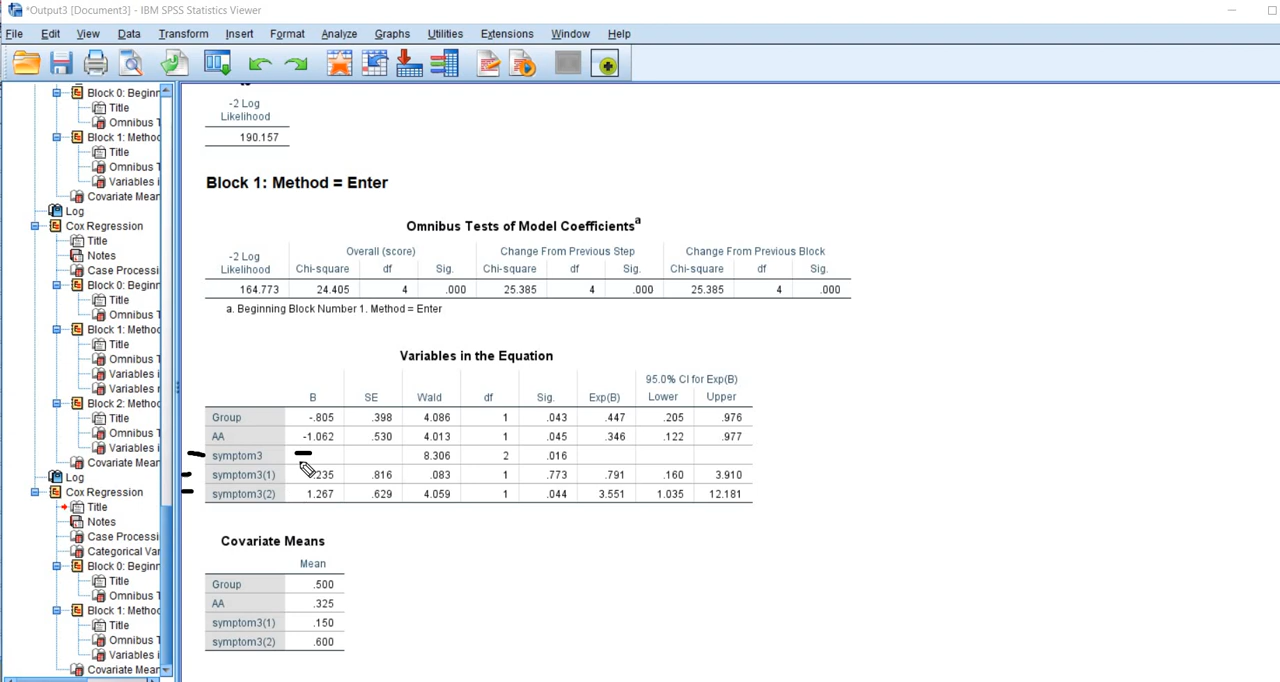 *Output3 [Document3] - IBM SPSS Statistics Viewer
File Edit View Data Transform Insert Format Graphs Analyze Utilities Extensions Window Help
Block 0: Beginn
Title
Omnibus T
Block 1: Method
Title
Omnibus T
Variables i
Covariate Mean
Log
Cox Regression
Title
Notes
Case Processi
Block 0: Beginn
Title
Omnibus T
Block 1: Method
Title
Omnibus T
Variables i
Variables r
Block 2: Method
Title
Omnibus T
Variables i
Covariate Mean
Log
Cox Regression
Title
Notes
Case Processi
Categorical Var
Block 0: Beginn
Title
Omnibus T
Block 1: Method
Title
Omnibus T
Variables i
Covariate Mean
-2 Log
Likelihood
190.157
Block 1: Method = Enter
Omnibus Tests of Model Coefficients a
-2 Log Likelihood Overall (score) Change From Previous Step Change From Previous Block
Chi-square df Sig. Chi-square df Sig. Chi-square df Sig.
164.773 24.405 4 .000 25.385 4 .000 25.385 4 .000
a. Beginning Block Number 1. Method = Enter
Variables in the Equation
95.0% CI for Exp(B)
B SE Wald df Sig. Exp(B) Lower Upper
Group -.805 .398 4.086 1 .043 .447 .205 .976
AA -1.062 .530 4.013 1 .045 .346 .122 .977
symptom3 8.306 2 .016
symptom3(1) .235 .816 .083 1 .773 .791 .160 3.910
symptom3(2) 1.267 .629 4.059 1 .044 3.551 1.035 12.181
Covariate Means
Mean
Group .500
AA .325
symptom3(1) .150
symptom3(2) .600